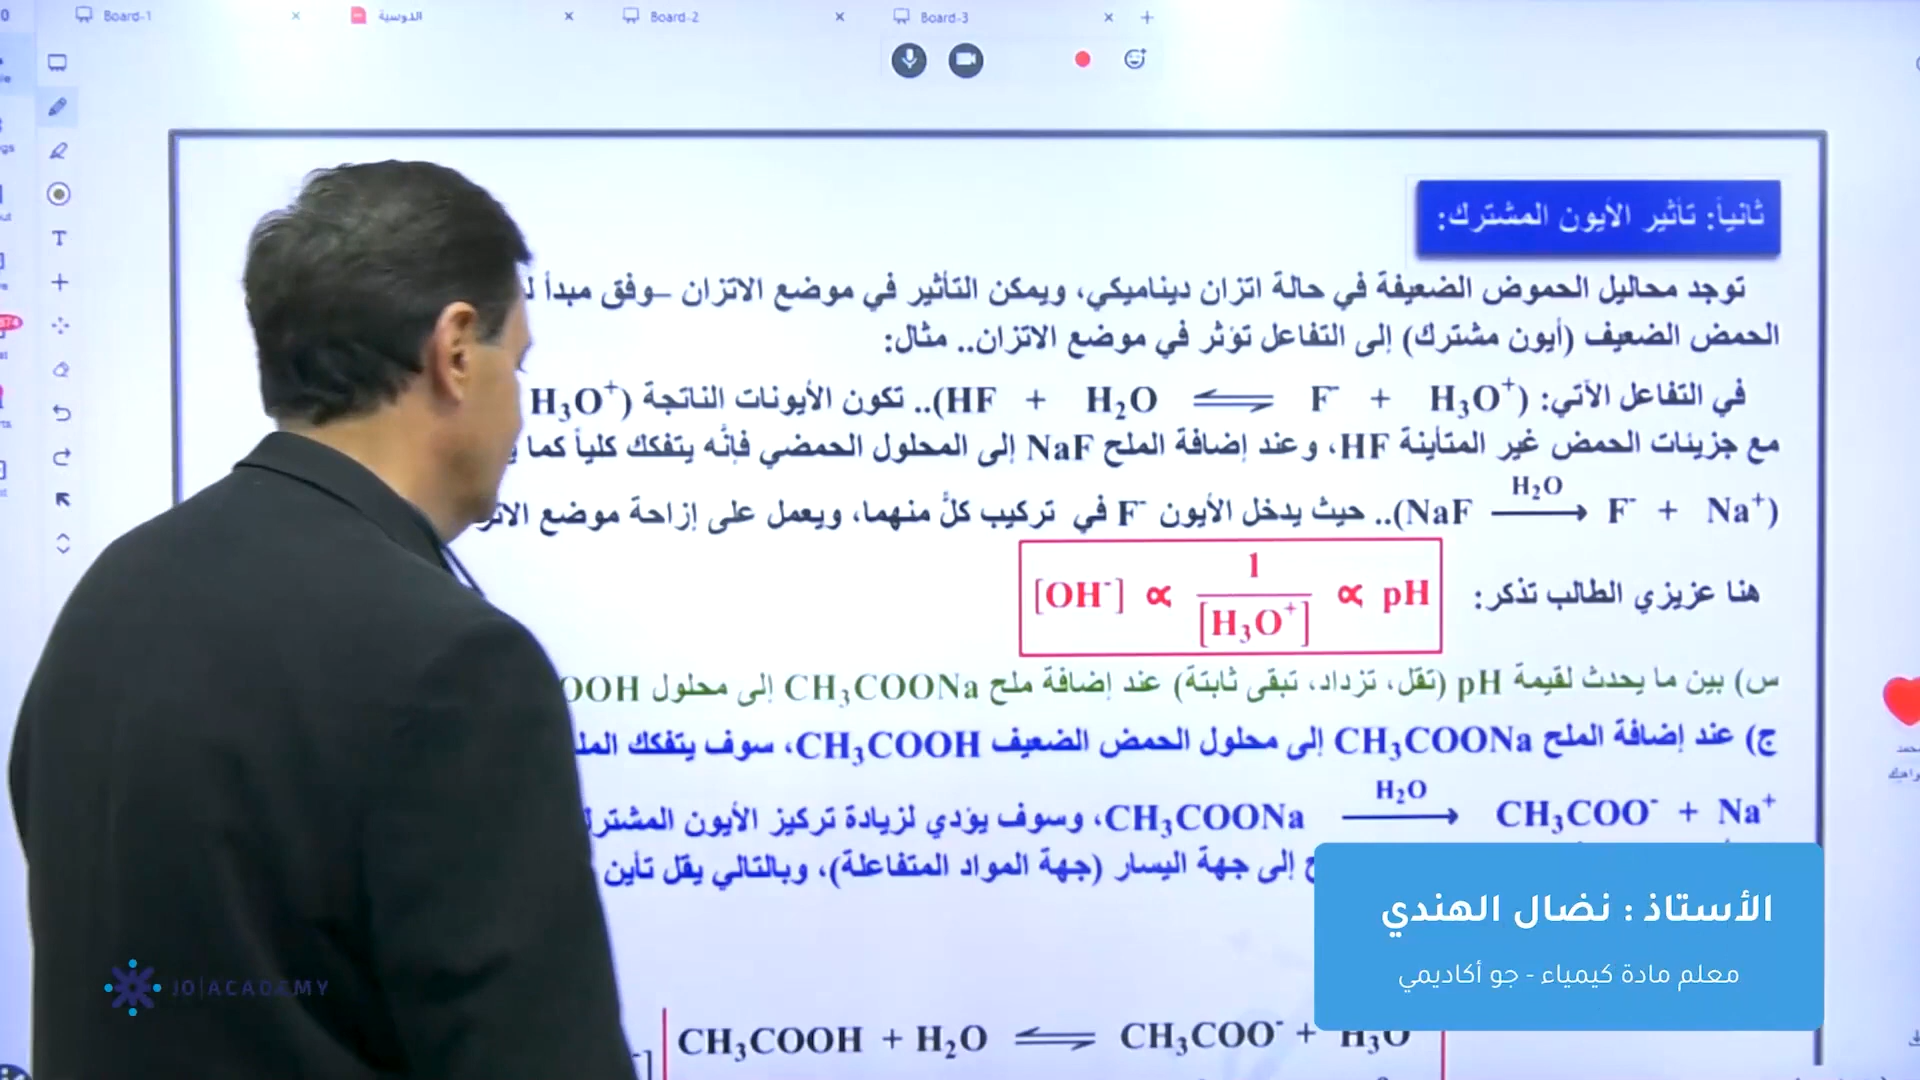 Board-1
الدوسية
Board-2
Board-3
ثانياً: تأثير الأيون المشترك:
توجد محاليل الحموض الضعيفة في حالة اتزان ديناميكي، ويمكن التأثير في موضع الاتزان –وفق مبدأ
الحمض الضعيف (أيون مشترك) إلى التفاعل تؤثر في موضع الاتزان.. مثال:
في التفاعل الآتي: (HF + H₂O ⇌ F⁻ + H₃O⁺).. تكون الأيونات الناتجة (H₃O⁺
مع جزيئات الحمض غير المتأينة HF، وعند إضافة الملح NaF إلى المحلول الحمضي فإنَّه يتفكك كلياً كما
(NaF —H₂O→ F⁻ + Na⁺).. حيث يدخل الأيون F⁻ في تركيب كلَّ منهما، ويعمل على إزاحة موضع
هنا عزيزي الطالب تذكر:
[OH⁻] ∝ 1/[H₃O⁺] ∝ pH
س) بين ما يحدث لقيمة pH (تقل، تزداد، تبقى ثابتة) عند إضافة ملح CH₃COONa إلى محلول OOH
ج) عند إضافة الملح CH₃COONa إلى محلول الحمض الضعيف CH₃COOH، سوف يتفكك
CH₃COONa —H₂O→ CH₃COO⁻ + Na⁺، وسوف يؤدي لزيادة تركيز الأيون
إلى جهة اليسار (جهة المواد المتفاعلة)، وبالتالي يقل تأين
CH₃COOH + H₂O ⇌ CH₃COO⁻ + H₃O
الأستاذ : نضال الهندي
معلم مادة كيمياء - جو أكاديمي
JO|ACADEMY